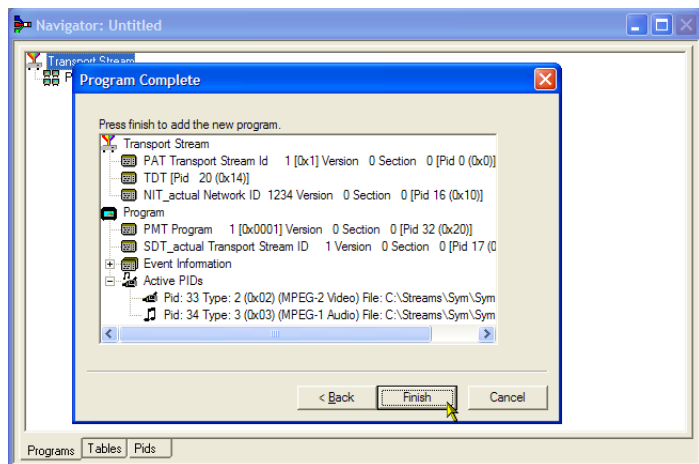 Navigator: Untitled
Transport Stream
P
Program Complete
Press finish to add the new program.
Transport Stream
PAT Transport Stream Id 1 [0x1] Version 0 Section 0 [Pid 0 (0x0)]
TDT [Pid 20 (0x14)]
NIT_actual Network ID 1234 Version 0 Section 0 [Pid 16 (0x10)]
Program
PMT Program 1 [0x0001] Version 0 Section 0 [Pid 32 (0x20)]
SDT_actual Transport Stream ID 1 Version 0 Section 0 [Pid 17 (0
Event Information
Active PIDs
Pid: 33 Type: 2 (0x02) (MPEG-2 Video) File: C:\Streams\Sym\Sym
Pid: 34 Type: 3 (0x03) (MPEG-1 Audio) File: C:\Streams\Sym\Sym
< Back Finish Cancel
Programs Tables Pids